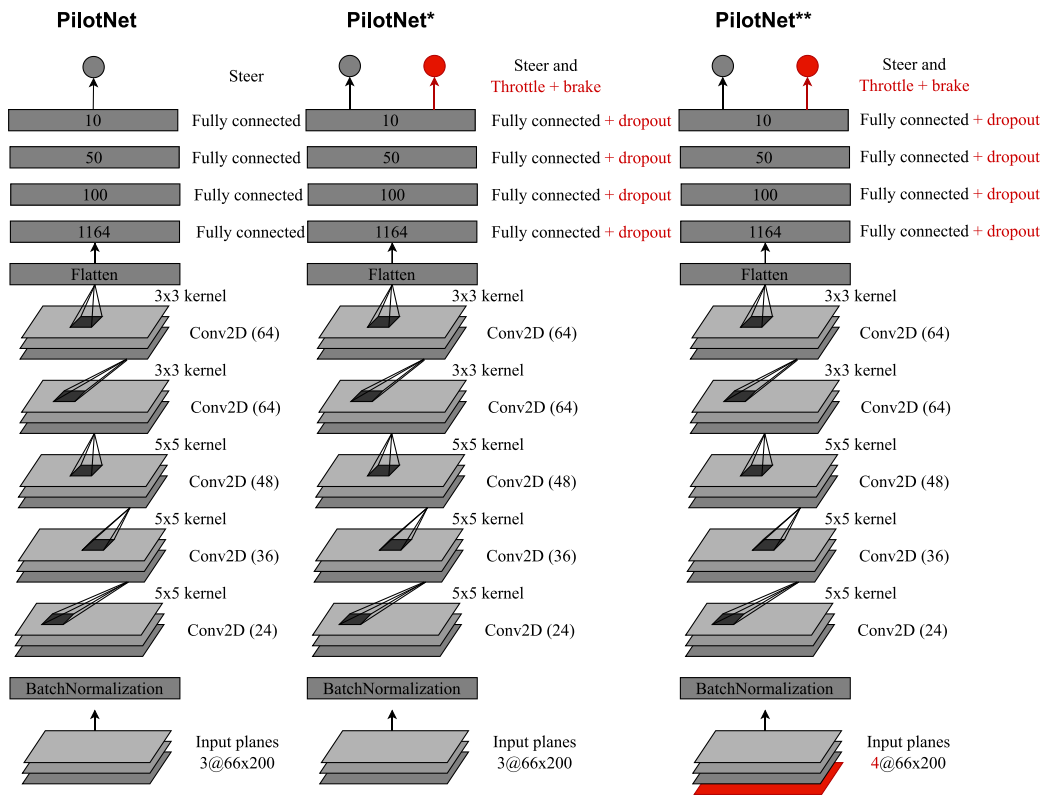 PilotNet
Steer
10
Fully connected
50
Fully connected
100
Fully connected
1164
Fully connected
Flatten
3x3 kernel
Conv2D (64)
3x3 kernel
Conv2D (64)
5x5 kernel
Conv2D (48)
5x5 kernel
Conv2D (36)
5x5 kernel
Conv2D (24)
BatchNormalization
Input planes
3@66x200
PilotNet*
Steer and
Throttle + brake
10
Fully connected + dropout
50
Fully connected + dropout
100
Fully connected + dropout
1164
Fully connected + dropout
Flatten
3x3 kernel
Conv2D (64)
3x3 kernel
Conv2D (64)
5x5 kernel
Conv2D (48)
5x5 kernel
Conv2D (36)
5x5 kernel
Conv2D (24)
BatchNormalization
Input planes
3@66x200
PilotNet**
Steer and
Throttle + brake
10
Fully connected + dropout
50
Fully connected + dropout
100
Fully connected + dropout
1164
Fully connected + dropout
Flatten
3x3 kernel
Conv2D (64)
3x3 kernel
Conv2D (64)
5x5 kernel
Conv2D (48)
5x5 kernel
Conv2D (36)
5x5 kernel
Conv2D (24)
BatchNormalization
Input planes
4@66x200